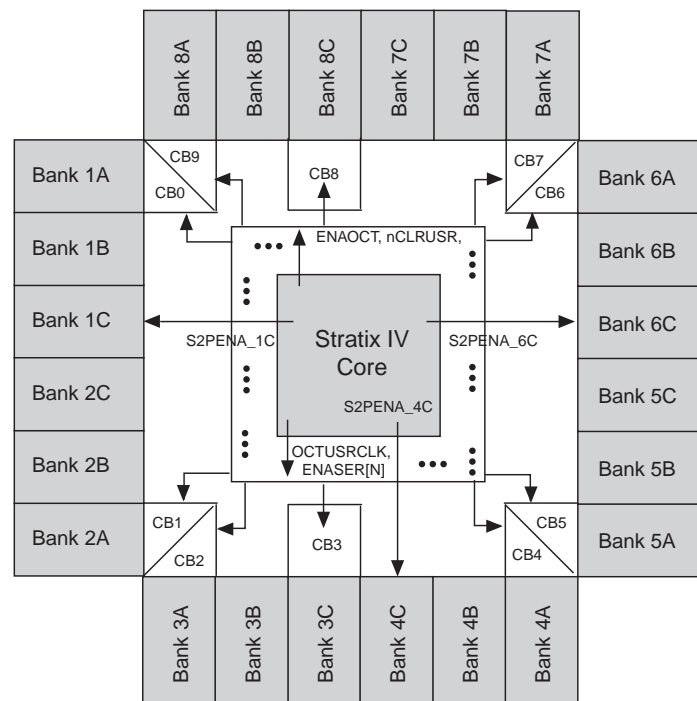 Bank 8A
Bank 8B
Bank 8C
Bank 7C
Bank 7B
Bank 7A
CB9
CB0
CB8
CB7
CB6
Bank 1A
Bank 6A
Bank 1B
ENAOCT, nCLRUSR,
Bank 6B
Bank 1C
Bank 6C
S2PENA_1C
Stratix IV
Core
S2PENA_6C
Bank 2C
S2PENA_4C
Bank 5C
Bank 2B
OCTUSRCLK,
ENASER[N]
Bank 5B
Bank 2A
CB1
CB2
CB3
CB5
CB4
Bank 5A
Bank 3A
Bank 3B
Bank 3C
Bank 4C
Bank 4B
Bank 4A